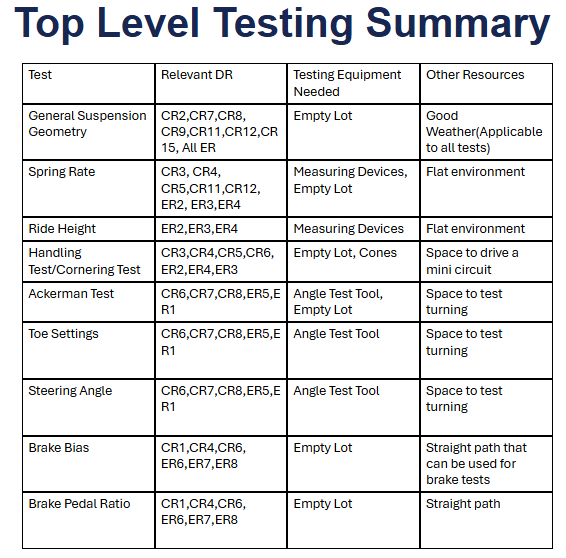 Top Level Testing Summary
Test
Relevant DR
Testing Equipment
Needed
Other Resources
General Suspension
Geometry
CR2,CR7,CR8,
CR9,CR11,CR12,CR
15, All ER
Empty Lot
Good
Weather(Applicable
to all tests)
Spring Rate
CR3, CR4,
CR5,CR11,CR12,
ER2, ER3,ER4
Measuring Devices,
Empty Lot
Flat environment
Ride Height
ER2,ER3,ER4
Measuring Devices
Flat environment
Handling
Test/Cornering Test
CR3,CR4,CR5,CR6,
ER2,ER4,ER3
Empty Lot, Cones
Space to drive a
mini circuit
Ackerman Test
CR6,CR7,CR8,ER5,E
R1
Angle Test Tool,
Empty Lot
Space to test
turning
Toe Settings
CR6,CR7,CR8,ER5,E
R1
Angle Test Tool
Space to test
turning
Steering Angle
CR6,CR7,CR8,ER5,E
R1
Angle Test Tool
Space to test
turning
Brake Bias
CR1,CR4,CR6,
ER6,ER7,ER8
Empty Lot
Straight path that
can be used for
brake tests
Brake Pedal Ratio
CR1,CR4,CR6,
ER6,ER7,ER8
Empty Lot
Straight path